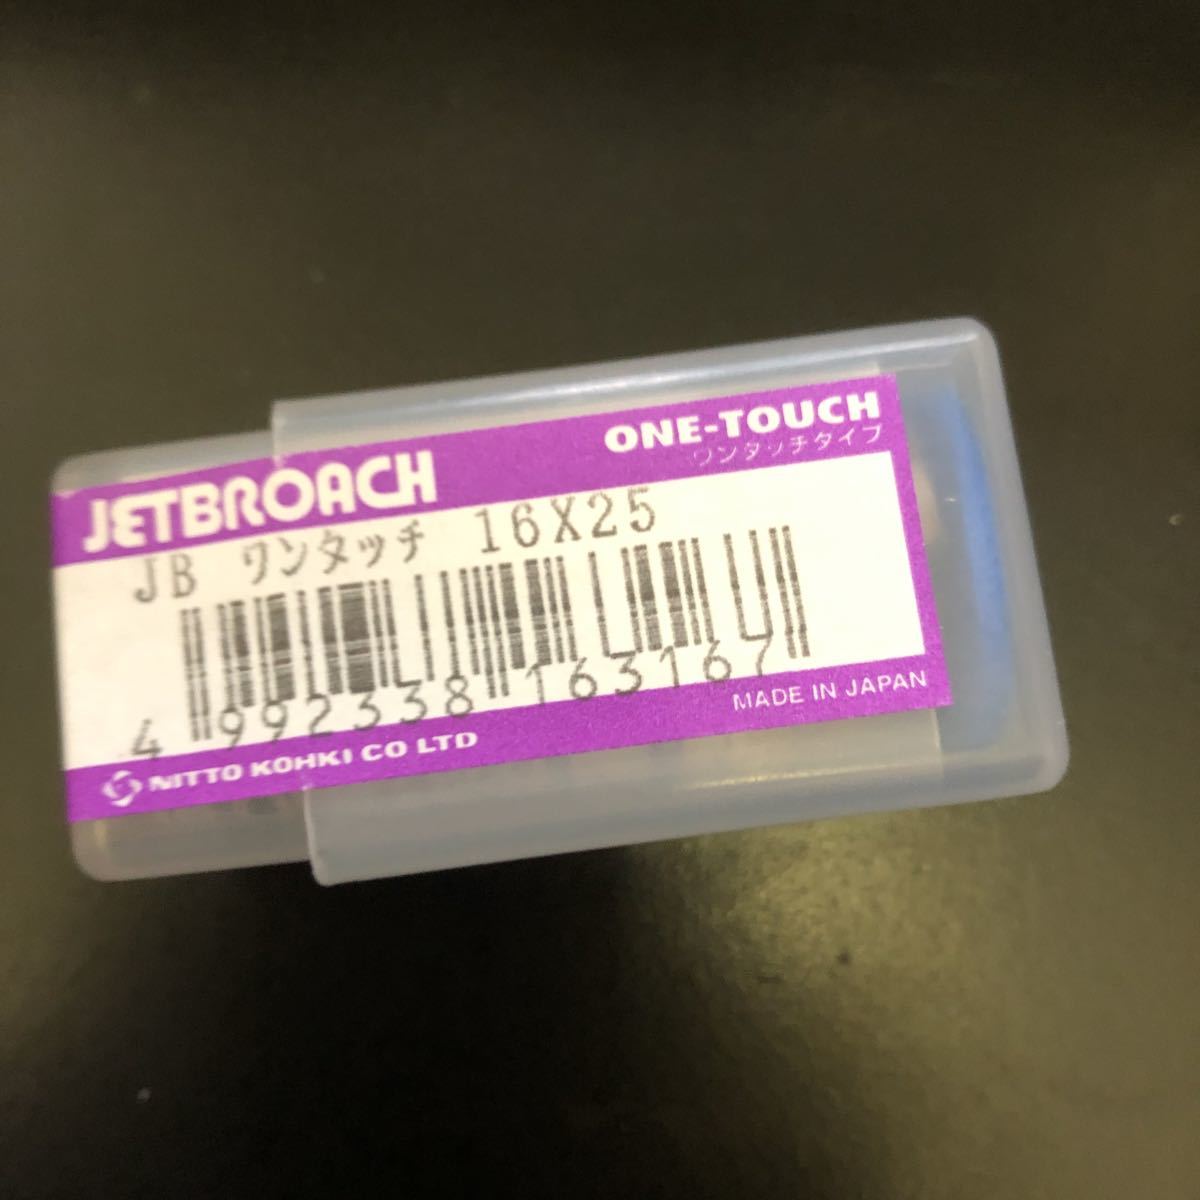 JETBROACH
ONE-TOUCH
ワンタッチタイプ
JB ワンタッチ 16X25
4 992338 163167
NITTO KOHKI CO LTD
MADE IN JAPAN